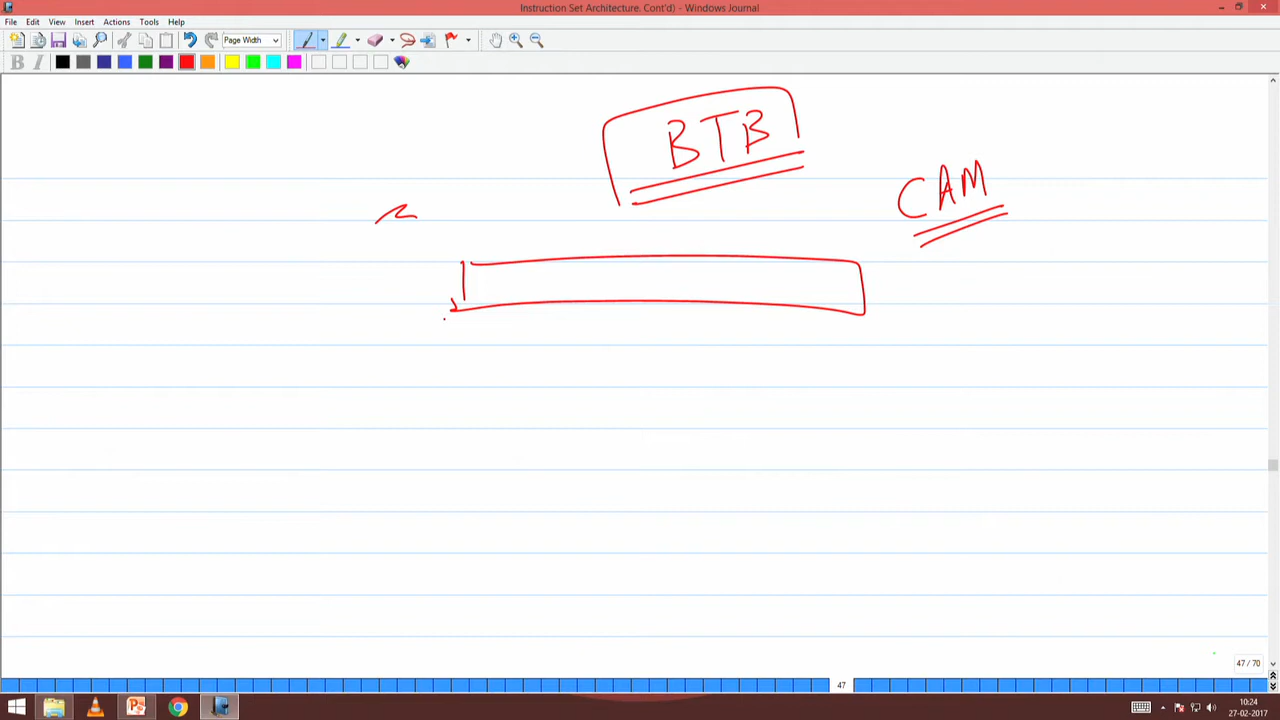 Instruction Set Architecture. Cont'd) - Windows Journal
File Edit View Insert Actions Tools Help
Page Width
B I
BTB
CAM
47 / 70
47
10:24
27-02-2017